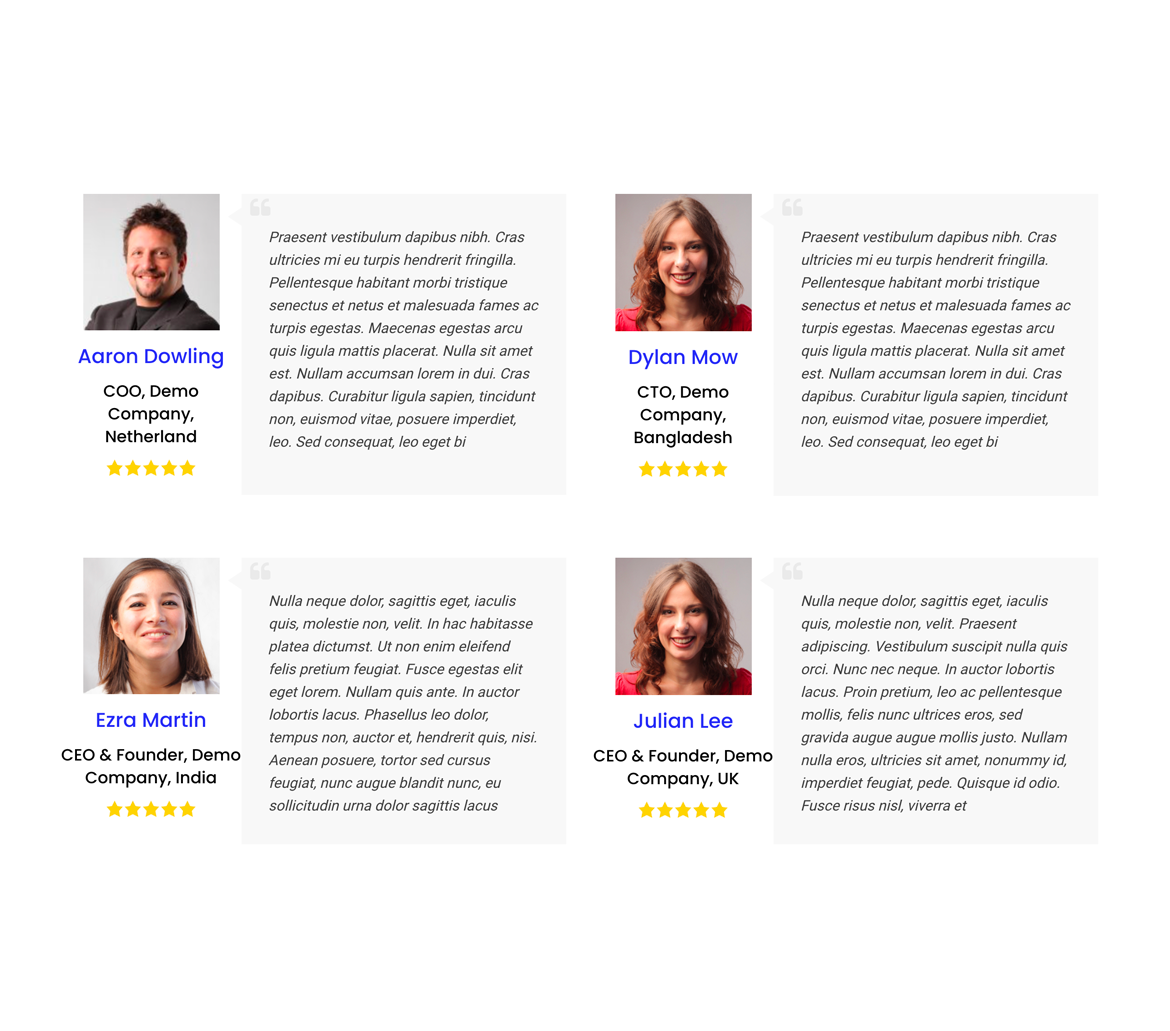 Aaron Dowling
COO, Demo
Company,
Netherland
Praesent vestibulum dapibus nibh. Cras
ultricies mi eu turpis hendrerit fringilla.
Pellentesque habitant morbi tristique
senectus et netus et malesuada fames ac
turpis egestas. Maecenas egestas arcu
quis ligula mattis placerat. Nulla sit amet
est. Nullam accumsan lorem in dui. Cras
dapibus. Curabitur ligula sapien, tincidunt
non, euismod vitae, posuere imperdiet,
leo. Sed consequat, leo eget bi
Dylan Mow
CTO, Demo
Company,
Bangladesh
Praesent vestibulum dapibus nibh. Cras
ultricies mi eu turpis hendrerit fringilla.
Pellentesque habitant morbi tristique
senectus et netus et malesuada fames ac
turpis egestas. Maecenas egestas arcu
quis ligula mattis placerat. Nulla sit amet
est. Nullam accumsan lorem in dui. Cras
dapibus. Curabitur ligula sapien, tincidunt
non, euismod vitae, posuere imperdiet,
leo. Sed consequat, leo eget bi
Ezra Martin
CEO & Founder, Demo
Company, India
Nulla neque dolor, sagittis eget, iaculis
quis, molestie non, velit. In hac habitasse
platea dictumst. Ut non enim eleifend
felis pretium feugiat. Fusce egestas elit
eget lorem. Nullam quis ante. In auctor
lobortis lacus. Phasellus leo dolor,
tempus non, auctor et, hendrerit quis, nisi.
Aenean posuere, tortor sed cursus
feugiat, nunc augue blandit nunc, eu
sollicitudin urna dolor sagittis lacus
Julian Lee
CEO & Founder, Demo
Company, UK
Nulla neque dolor, sagittis eget, iaculis
quis, molestie non, velit. Praesent
adipiscing. Vestibulum suscipit nulla quis
orci. Nunc nec neque. In auctor lobortis
lacus. Proin pretium, leo ac pellentesque
mollis, felis nunc ultrices eros, sed
gravida augue augue mollis justo. Nullam
nulla eros, ultricies sit amet, nonummy id,
imperdiet feugiat, pede. Quisque id odio.
Fusce risus nisl, viverra et